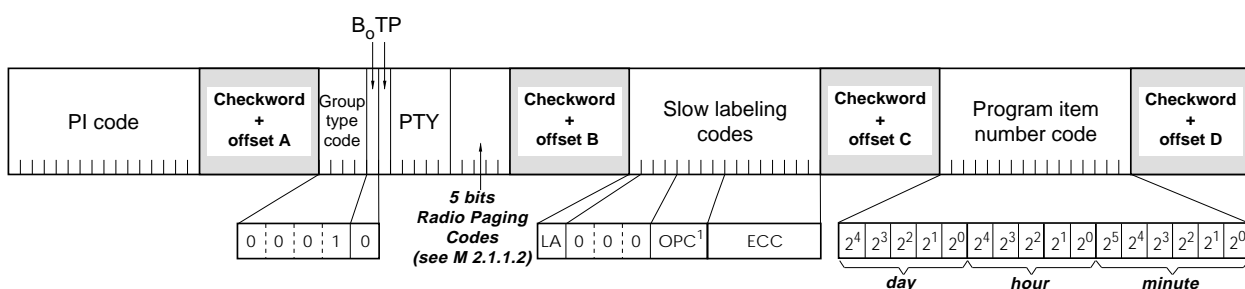 BₒTP
PI code
Checkword
+
offset A
Group
type
code
PTY
Checkword
+
offset B
Slow labeling
codes
Checkword
+
offset C
Program item
number code
Checkword
+
offset D
0 0 0 1 0
5 bits
Radio Paging
Codes
(see M 2.1.1.2)
LA 0 0 0 OPC¹ ECC
2⁴ 2³ 2² 2¹ 2⁰ 2⁴ 2³ 2² 2¹ 2⁰ 2⁵ 2⁴ 2³ 2² 2¹ 2⁰
day hour minute